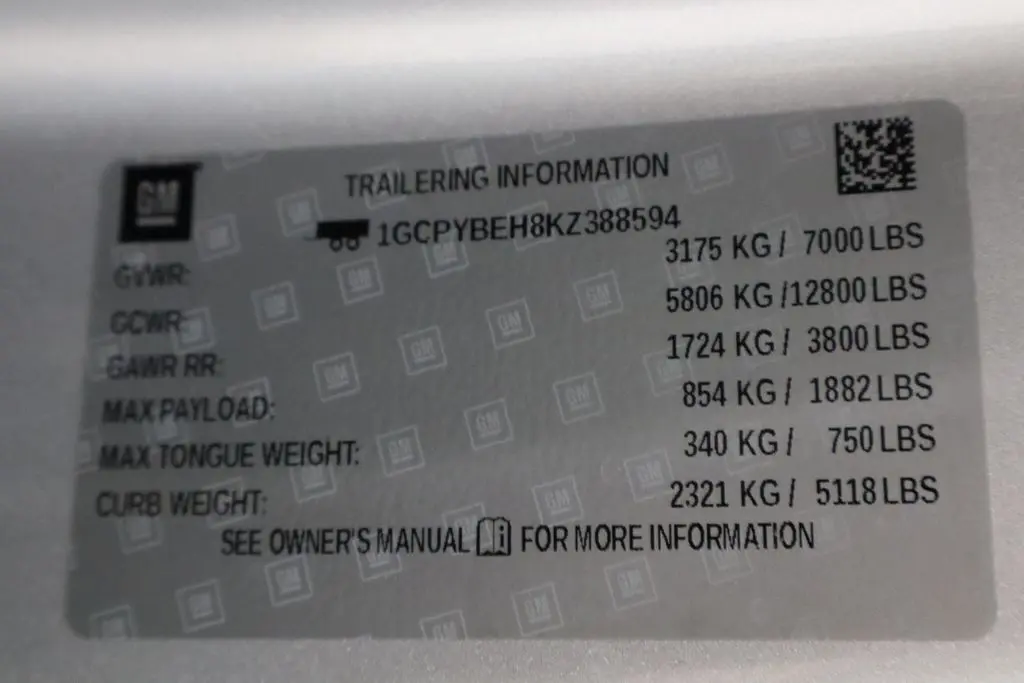 GM
TRAILERING INFORMATION
1GCPYBEH8KZ388594
GVWR: 3175 KG / 7000 LBS
GCWR: 5806 KG /12800 LBS
GAWR RR: 1724 KG / 3800 LBS
MAX PAYLOAD: 854 KG / 1882 LBS
MAX TONGUE WEIGHT: 340 KG / 750 LBS
CURB WEIGHT: 2321 KG / 5118 LBS
SEE OWNER'S MANUAL FOR MORE INFORMATION